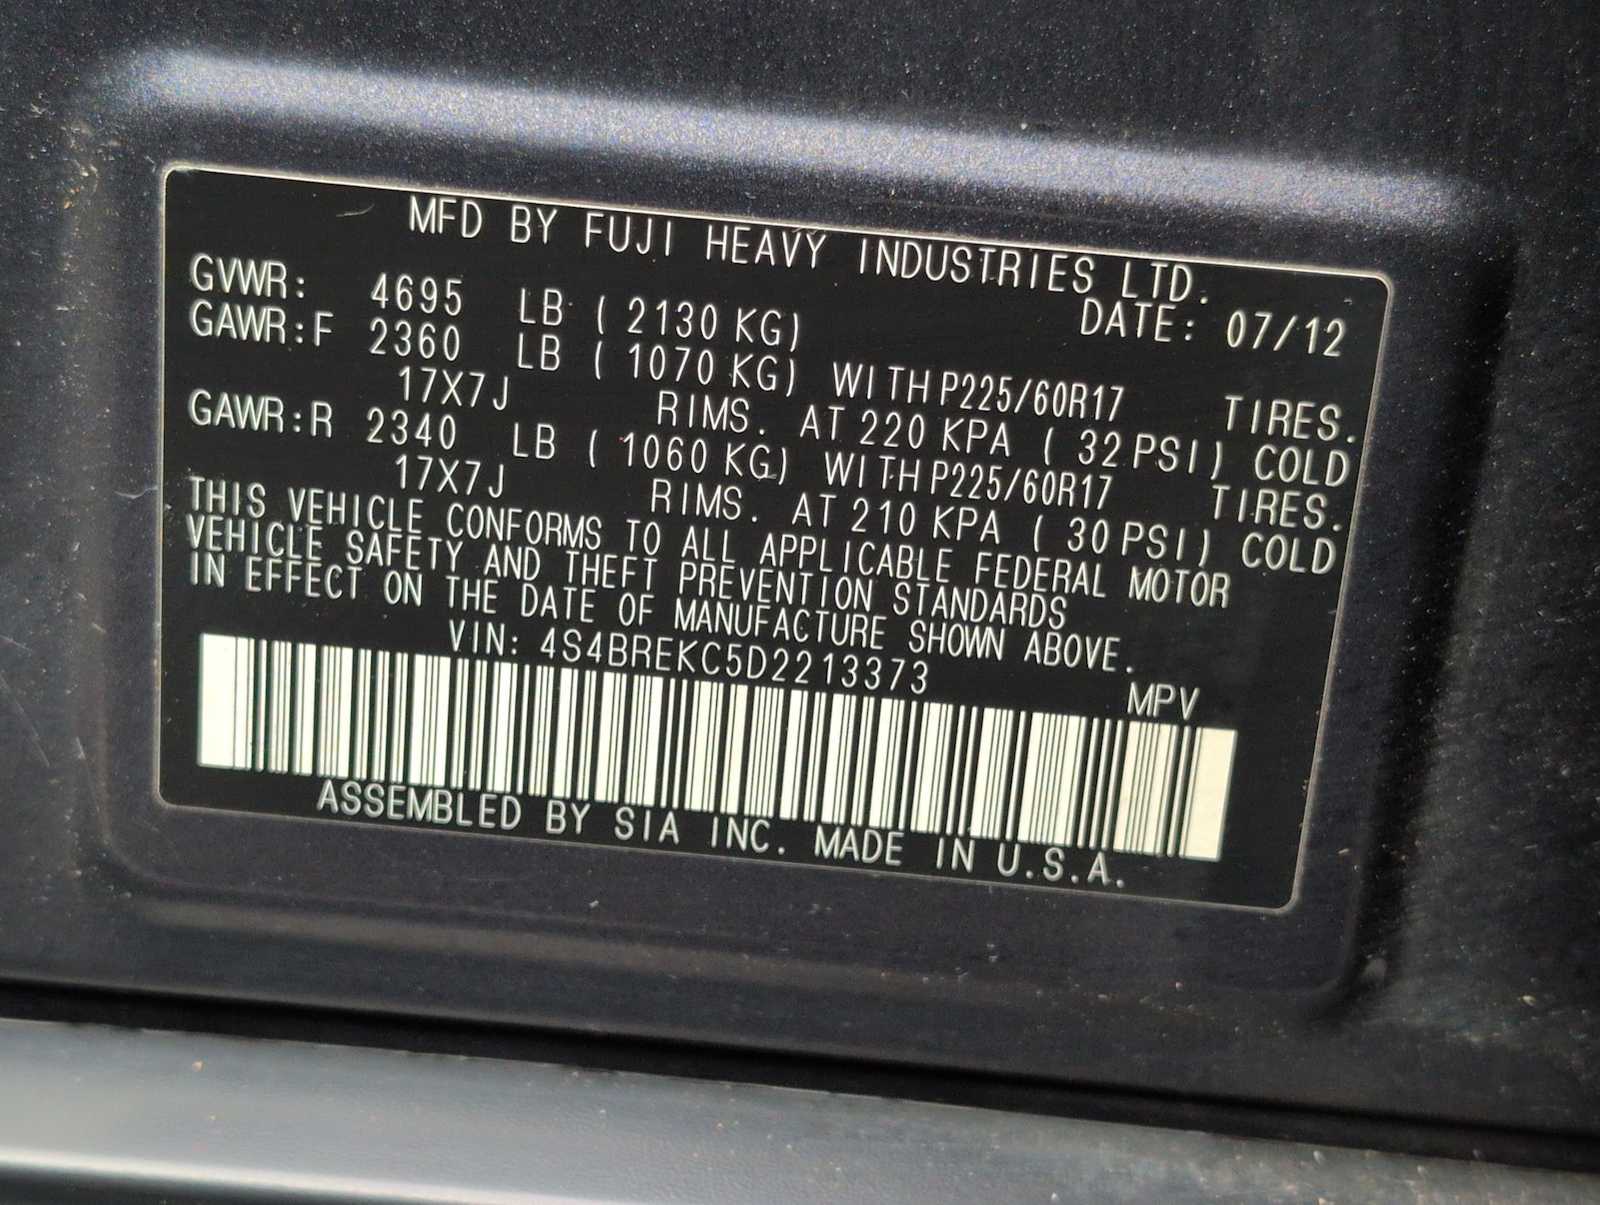 MFD BY FUJI HEAVY INDUSTRIES LTD.
DATE: 07/12
GVWR: 4695 LB ( 2130 KG)
GAWR:F 2360 LB ( 1070 KG) WITH P225/60R17 TIRES.
17X7J RIMS. AT 220 KPA ( 32 PSI) COLD
GAWR:R 2340 LB ( 1060 KG) WITH P225/60R17 TIRES.
17X7J RIMS. AT 210 KPA ( 30 PSI) COLD
THIS VEHICLE CONFORMS TO ALL APPLICABLE FEDERAL MOTOR
VEHICLE SAFETY AND THEFT PREVENTION STANDARDS
IN EFFECT ON THE DATE OF MANUFACTURE SHOWN ABOVE.
VIN: 4S4BREKC5D2213373 MPV
ASSEMBLED BY SIA INC. MADE IN U.S.A.